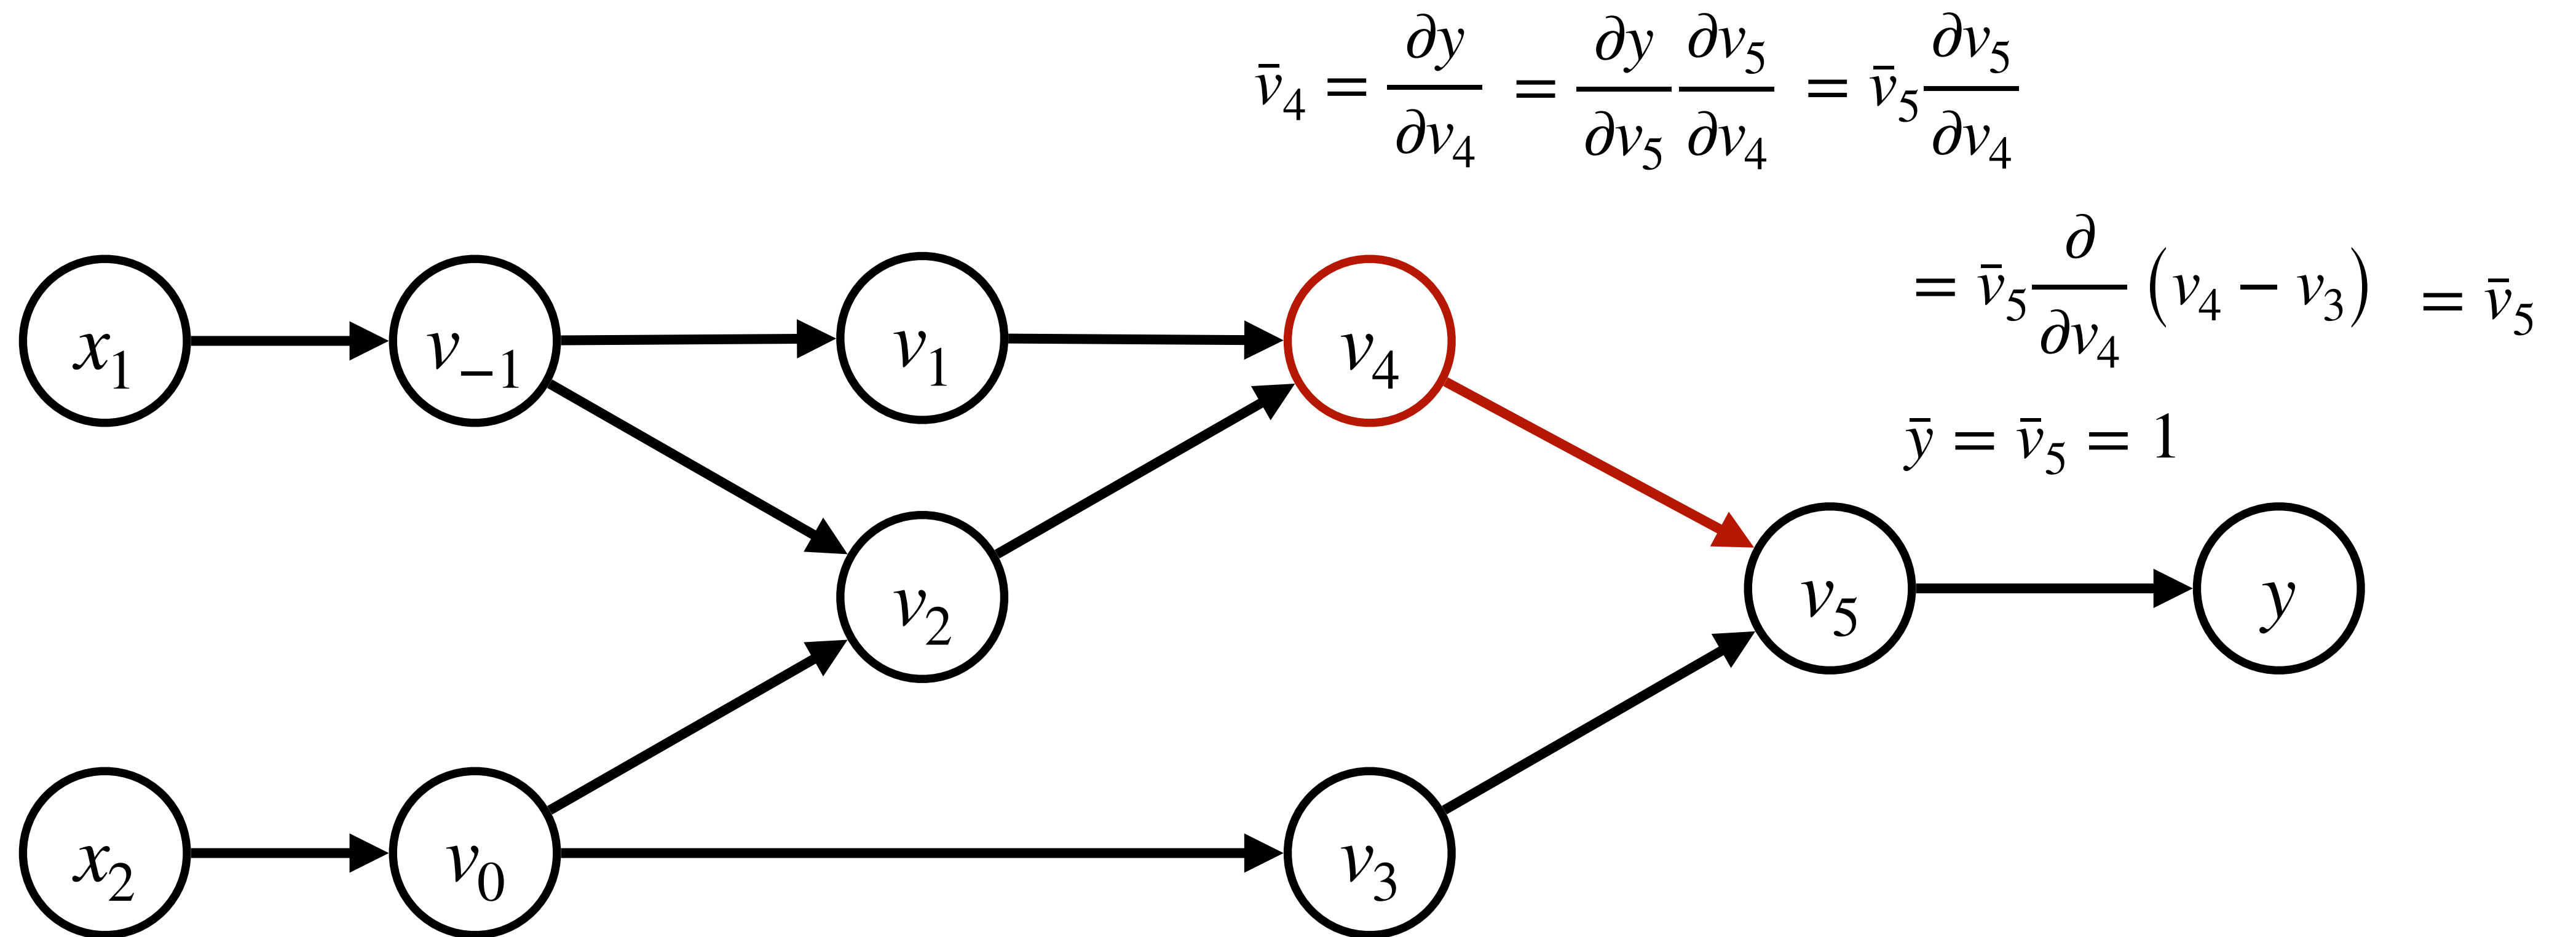 v̄₄ = ∂y/∂v₄ = ∂y/∂v₅ ∂v₅/∂v₄ = v̄₅ ∂v₅/∂v₄
= v̄₅ ∂/∂v₄ (v₄ − v₃) = v̄₅
x₁ v₋₁ v₁ v₄
ȳ = v̄₅ = 1
v₂ v₅ y
x₂ v₀ v₃